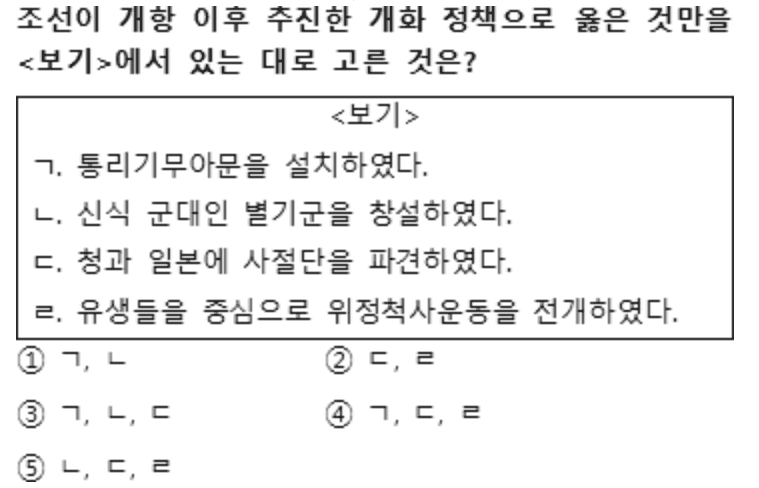 조선이 개항 이후 추진한 개화 정책으로 옳은 것만을
<보기>에서 있는 대로 고른 것은?
<보기>
ㄱ. 통리기무아문을 설치하였다.
ㄴ. 신식 군대인 별기군을 창설하였다.
ㄷ. 청과 일본에 사절단을 파견하였다.
ㄹ. 유생들을 중심으로 위정척사운동을 전개하였다.
① ㄱ, ㄴ ② ㄷ, ㄹ
③ ㄱ, ㄴ, ㄷ ④ ㄱ, ㄷ, ㄹ
⑤ ㄴ, ㄷ, ㄹ